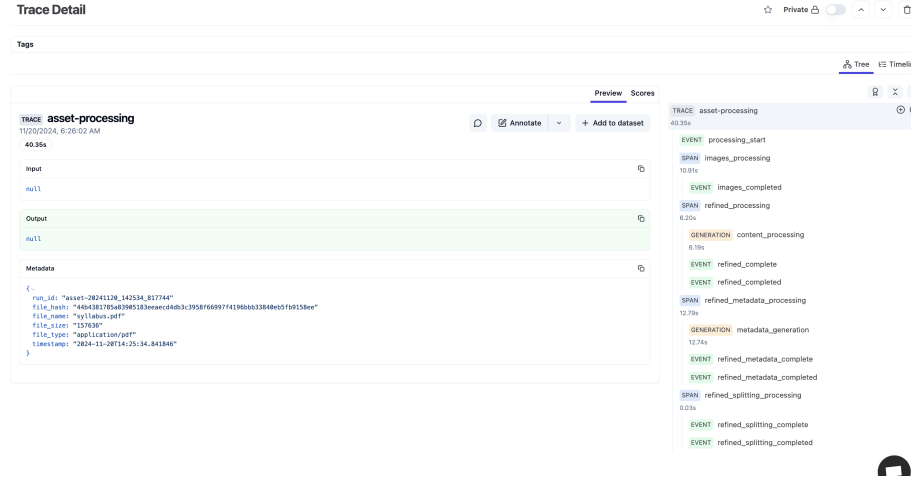 Trace Detail
Private
Tags
Tree
Timelin
Preview
Scores
TRACE asset-processing
11/20/2024, 6:26:02 AM
40.35s
Annotate
+ Add to dataset
Input
null
Output
null
Metadata
{
run_id: "asset-20241120_142534_817744"
file_hash: "44b4381785a83905183eeaecd4db3c3958f66997f4196bbb33840eb5fb9158ee"
file_name: "syllabus.pdf"
file_size: "157636"
file_type: "application/pdf"
timestamp: "2024-11-20T14:25:34.841846"
}
TRACE asset-processing
40.35s
EVENT processing_start
SPAN images_processing
10.91s
EVENT images_completed
SPAN refined_processing
6.20s
GENERATION content_processing
6.19s
EVENT refined_complete
EVENT refined_completed
SPAN refined_metadata_processing
12.79s
GENERATION metadata_generation
12.74s
EVENT refined_metadata_complete
EVENT refined_metadata_completed
SPAN refined_splitting_processing
0.03s
EVENT refined_splitting_complete
EVENT refined_splitting_completed